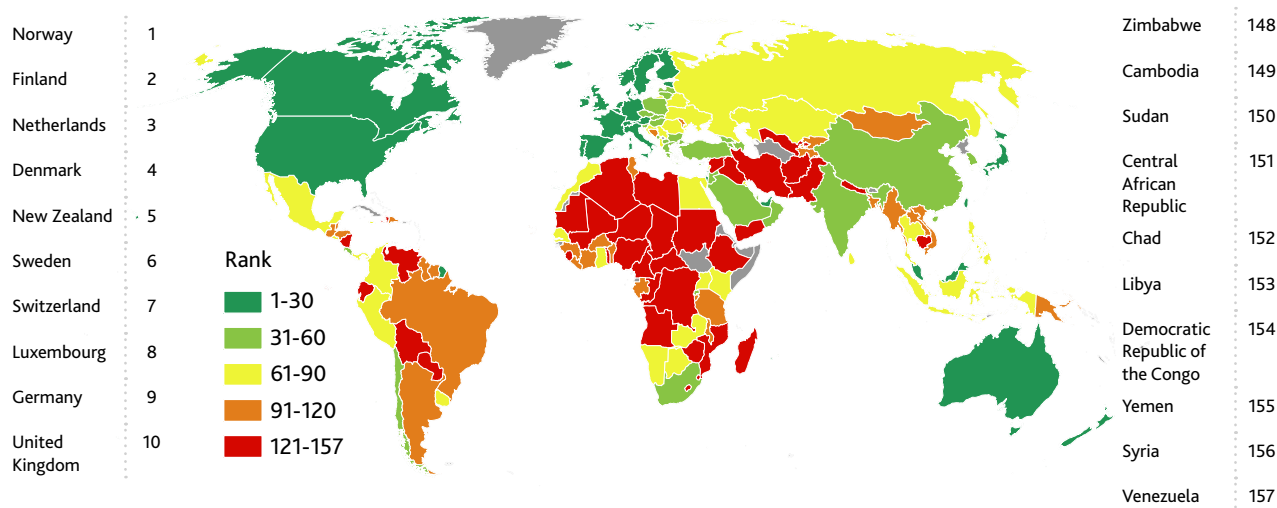 Norway 1
Finland 2
Netherlands 3
Denmark 4
New Zealand 5
Sweden 6
Switzerland 7
Luxembourg 8
Germany 9
United 10
Kingdom
Rank
1-30
31-60
61-90
91-120
121-157
Zimbabwe 148
Cambodia 149
Sudan 150
Central 151
African
Republic
Chad 152
Libya 153
Democratic 154
Republic of
the Congo
Yemen 155
Syria 156
Venezuela 157